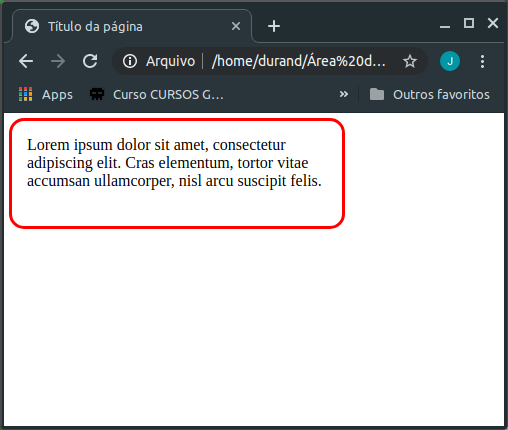 Título da página
Arquivo /home/durand/Área%20d...
J
Apps Curso CURSOS G... » Outros favoritos
Lorem ipsum dolor sit amet, consectetur
adipiscing elit. Cras elementum, tortor vitae
accumsan ullamcorper, nisl arcu suscipit felis.